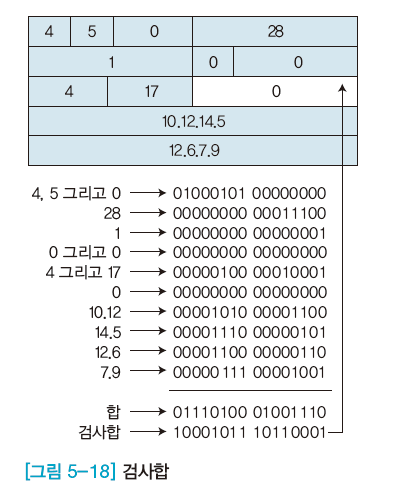 4 5 0 28
1 0 0
4 17 0
10.12.14.5
12.6.7.9
4, 5 그리고 0 → 01000101 00000000
28 → 00000000 00011100
1 → 00000000 00000001
0 그리고 0 → 00000000 00000000
4 그리고 17 → 00000100 00010001
0 → 00000000 00000000
10.12 → 00001010 00001100
14.5 → 00001110 00000101
12.6 → 00001100 00000110
7.9 → 00000111 00001001
합 → 01110100 01001110
검사합 → 10001011 10110001
[그림 5-18] 검사합